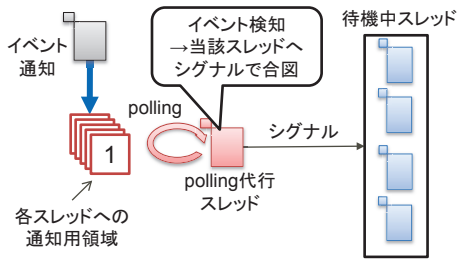 イベント
通知
イベント検知
→当該スレッドへ
シグナルで合図
待機中スレッド
polling
1
シグナル
polling代行
スレッド
各スレッドへの
通知用領域